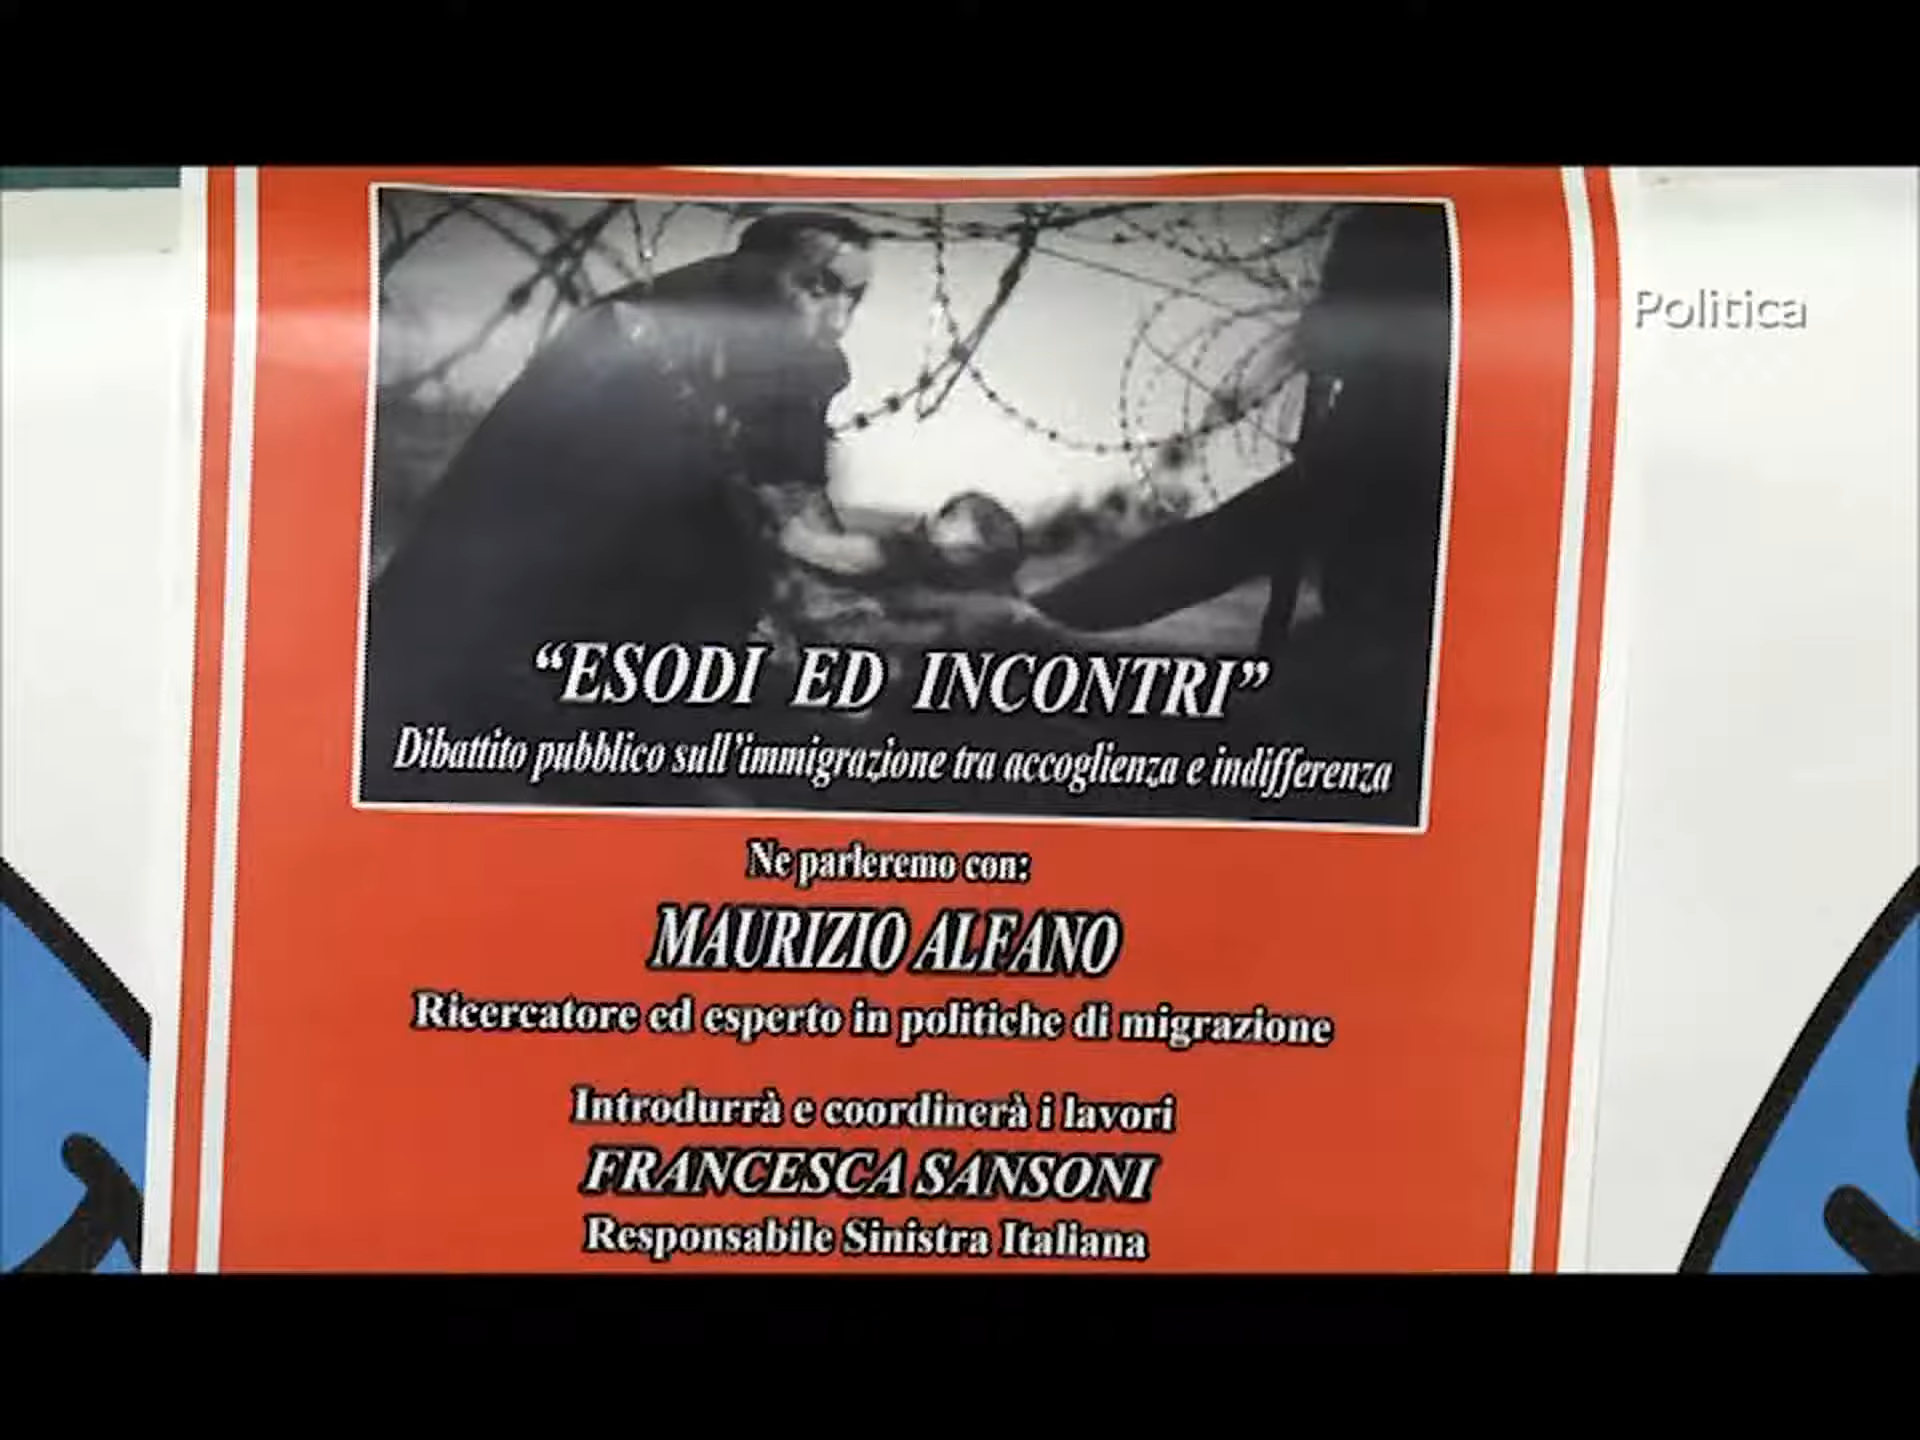 Politica
“ESODI ED INCONTRI”
Dibattito pubblico sull’immigrazione tra accoglienza e indifferenza
Ne parleremo con:
MAURIZIO ALFANO
Ricercatore ed esperto in politiche di migrazione
Introdurrà e coordinerà i lavori
FRANCESCA SANSONI
Responsabile Sinistra Italiana